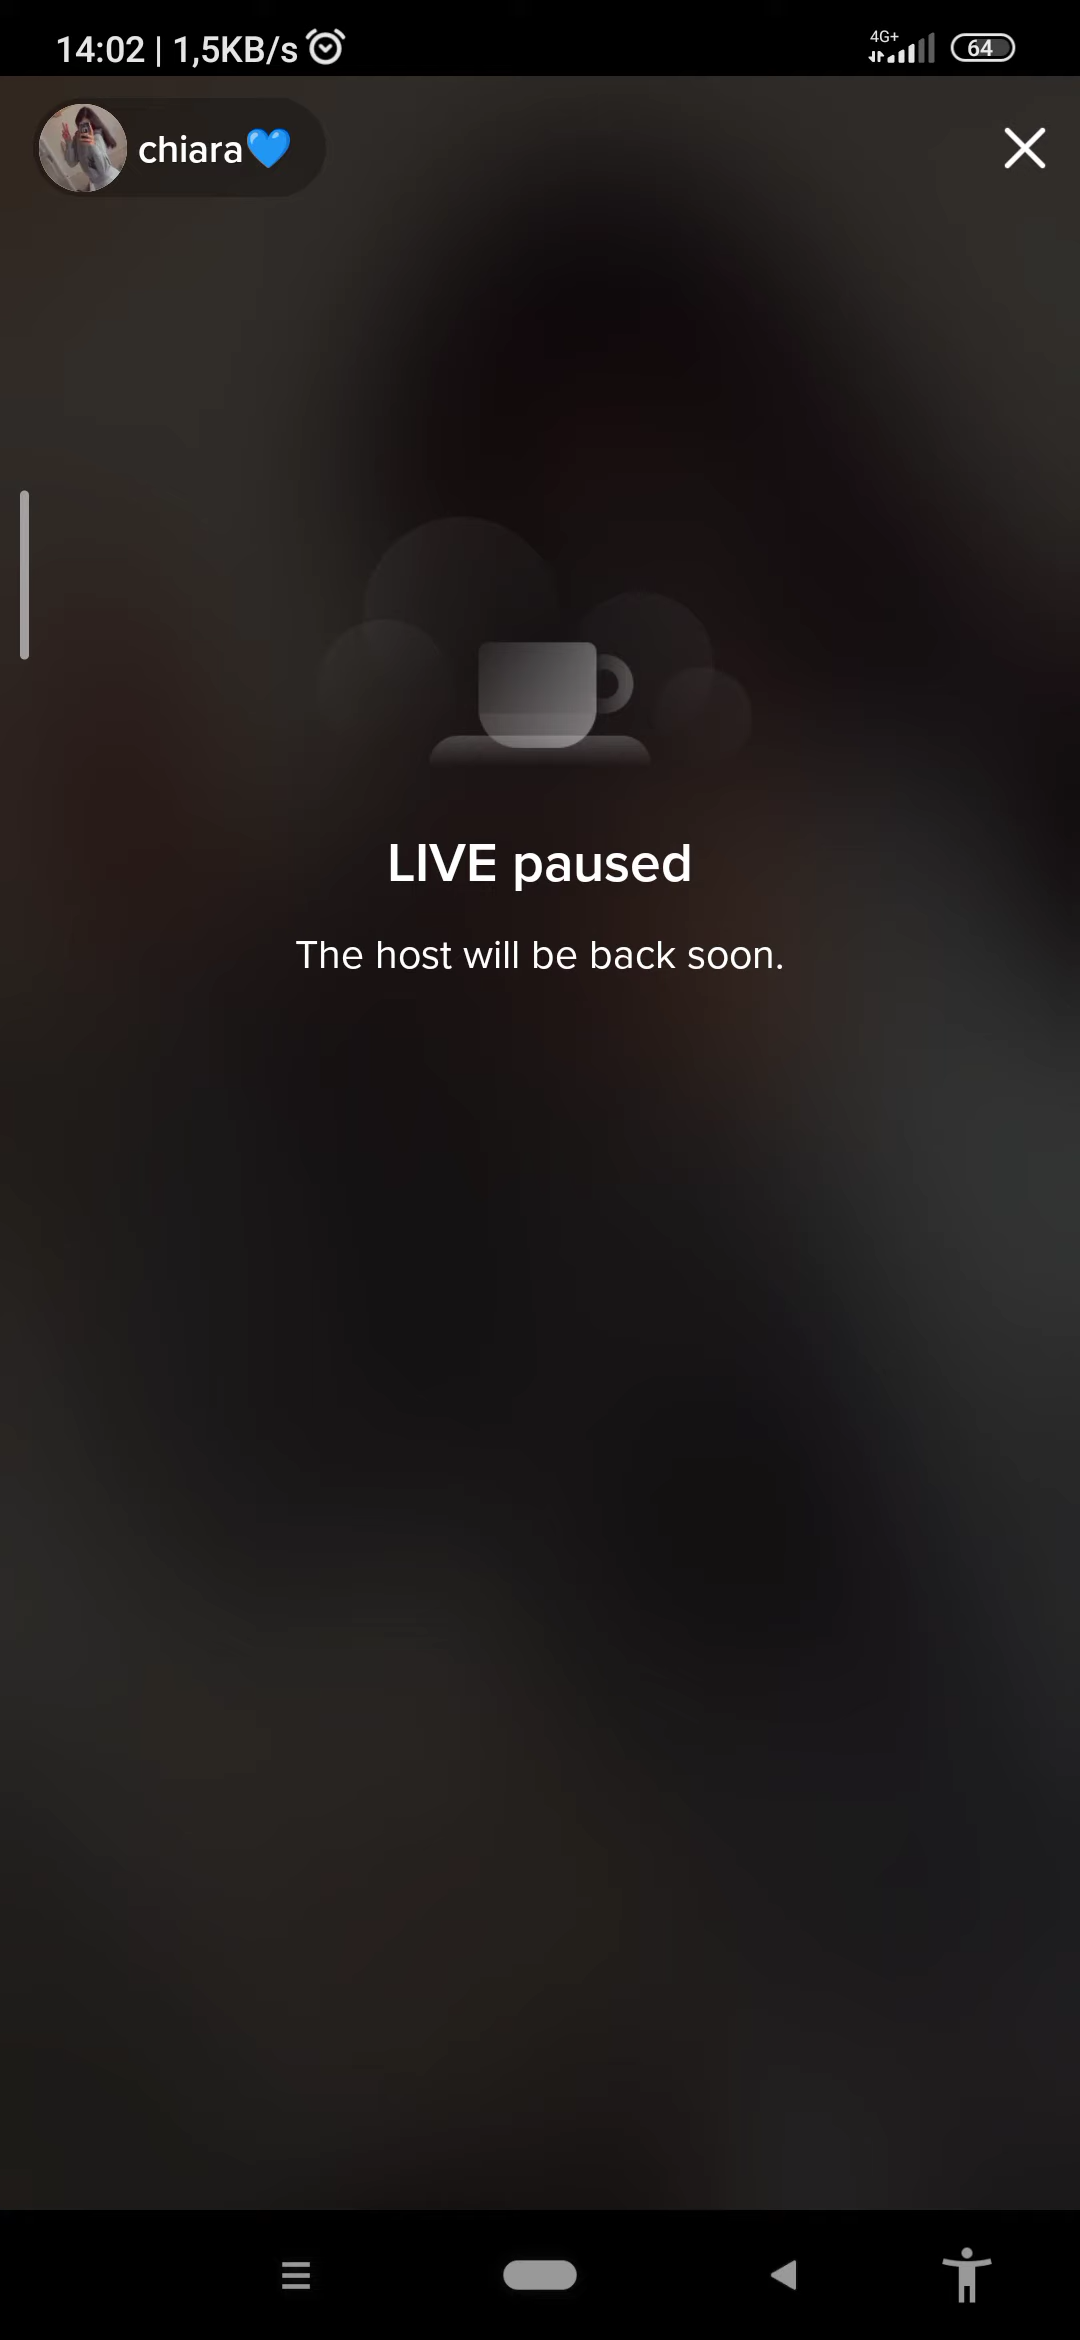 14:02 | 1,5KB/s
4G+
64
chiara💙
LIVE paused
The host will be back soon.